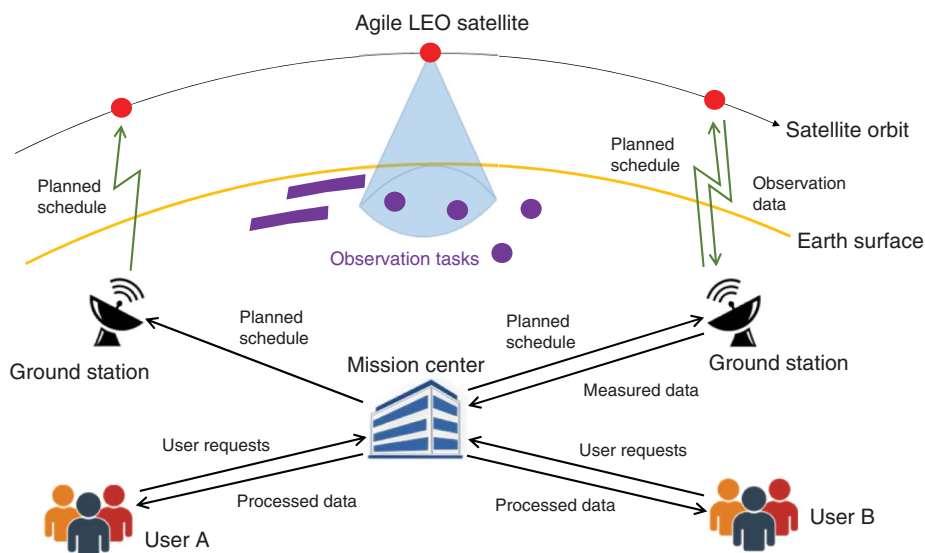 Agile LEO satellite
Satellite orbit
Planned
schedule
Planned
schedule
Observation
data
Earth surface
Observation tasks
Ground station
Planned
schedule
Mission center
Planned
schedule
Ground station
Measured data
User requests
User requests
Processed data
Processed data
User A
User B